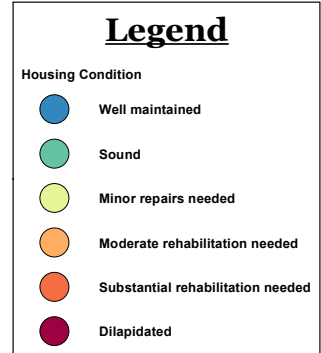 Legend
Housing Condition
Well maintained
Sound
Minor repairs needed
Moderate rehabilitation needed
Substantial rehabilitation needed
Dilapidated